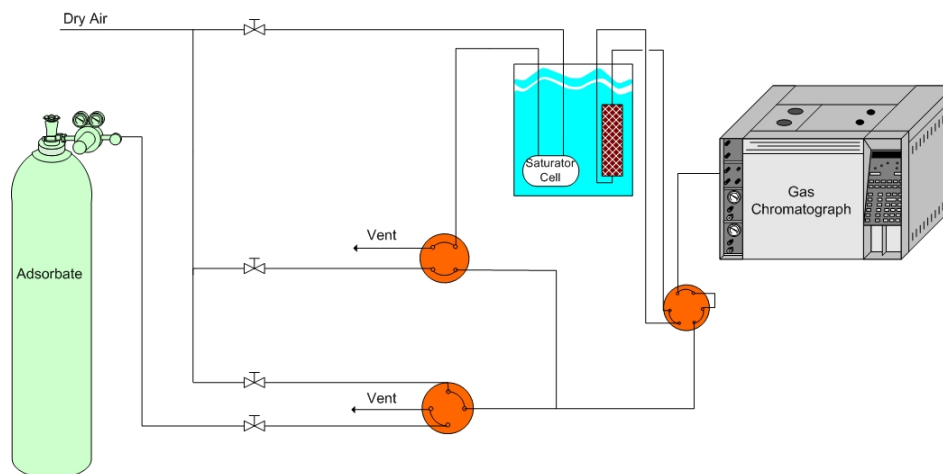 Dry Air
Saturator
Cell
Gas
Chromatograph
Vent
Adsorbate
Vent